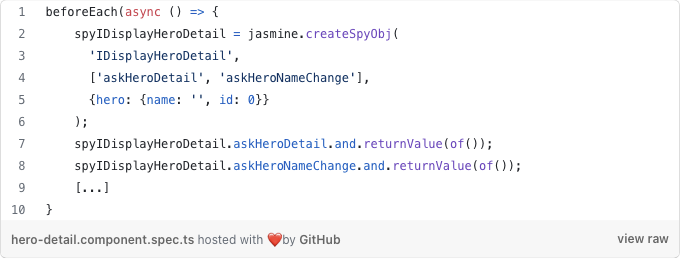 1 beforeEach(async () => {
2     spyIDisplayHeroDetail = jasmine.createSpyObj(
3       'IDisplayHeroDetail',
4       ['askHeroDetail', 'askHeroNameChange'],
5       {hero: {name: '', id: 0}}
6     );
7     spyIDisplayHeroDetail.askHeroDetail.and.returnValue(of());
8     spyIDisplayHeroDetail.askHeroNameChange.and.returnValue(of());
9     [...]
10 }
hero-detail.component.spec.ts hosted with ❤️by GitHub view raw